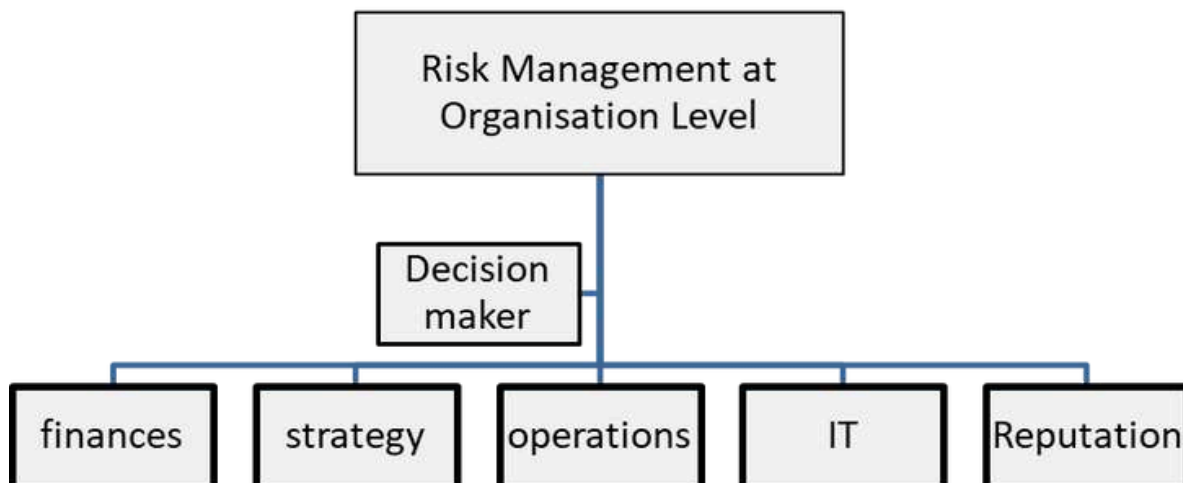 Risk Management at
Organisation Level
Decision
maker
finances
strategy
operations
IT
Reputation